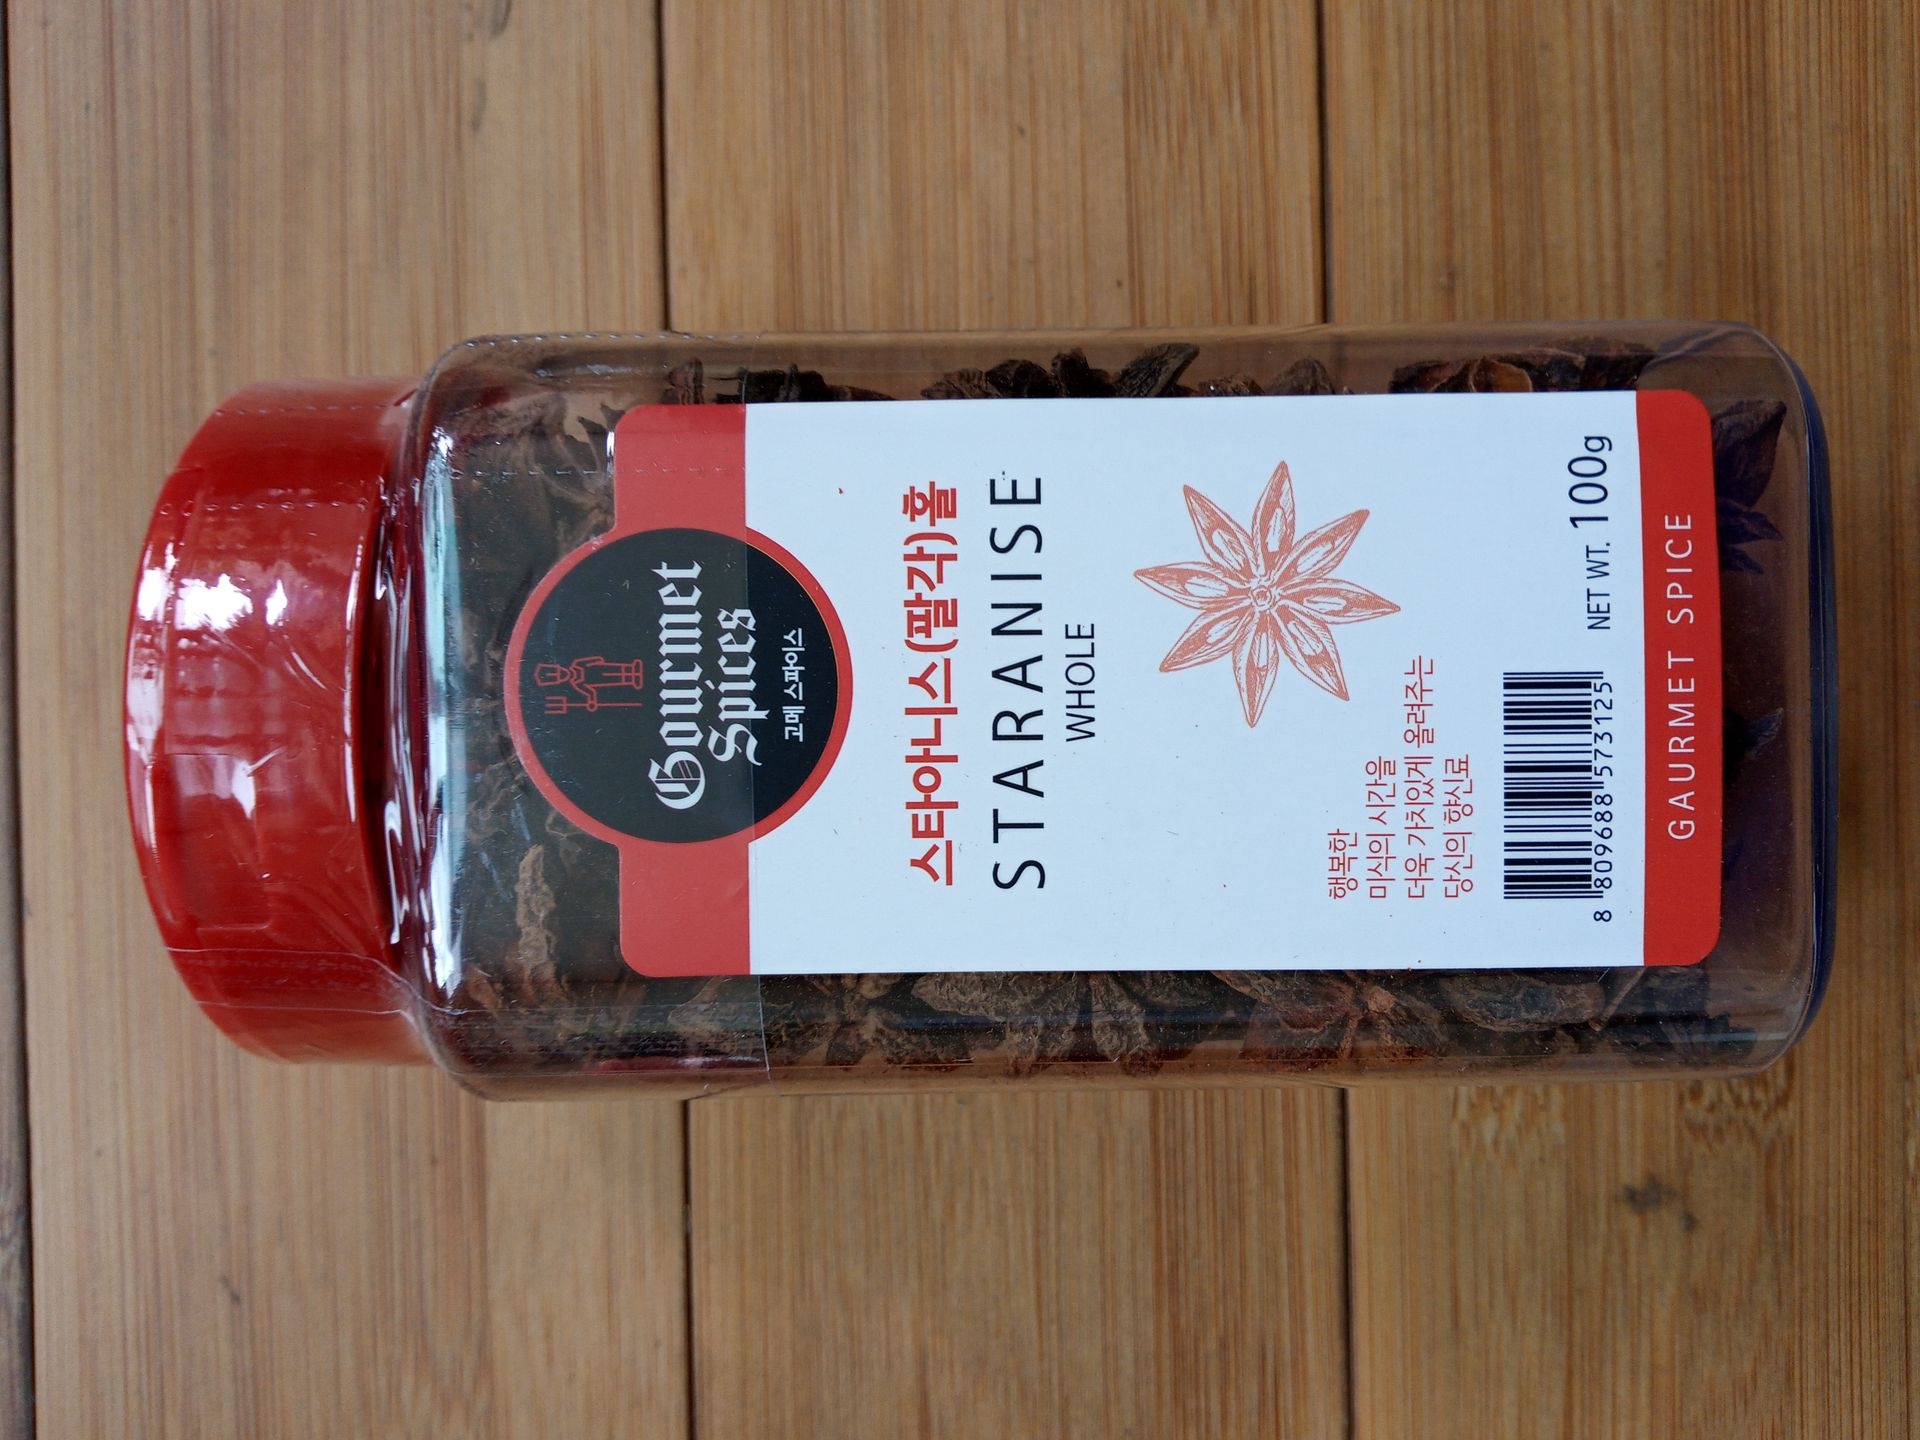 Gourmet
Spices
고메 스파이스
스타아니스(팔각)홀
STARANISE
WHOLE
행복한
미식의 시간을
더욱 가치있게 올려주는
당신의 향신료
8 809688 573125
NET WT. 100g
GAURMET SPICE